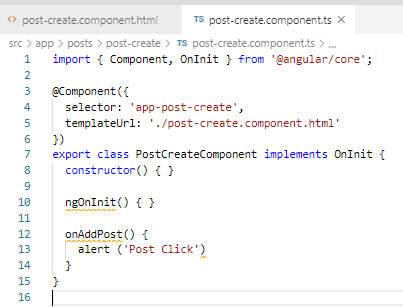 <> post-create.component.html
TS post-create.component.ts ×
src > app > posts > post-create > TS post-create.component.ts > ...
1 import { Component, OnInit } from '@angular/core';
2
3 @Component({
4   selector: 'app-post-create',
5   templateUrl: './post-create.component.html'
6 })
7 export class PostCreateComponent implements OnInit {
8   constructor() { }
9
10   ngOnInit() { }
11
12   onAddPost() {
13     alert ('Post Click')
14   }
15 }
16